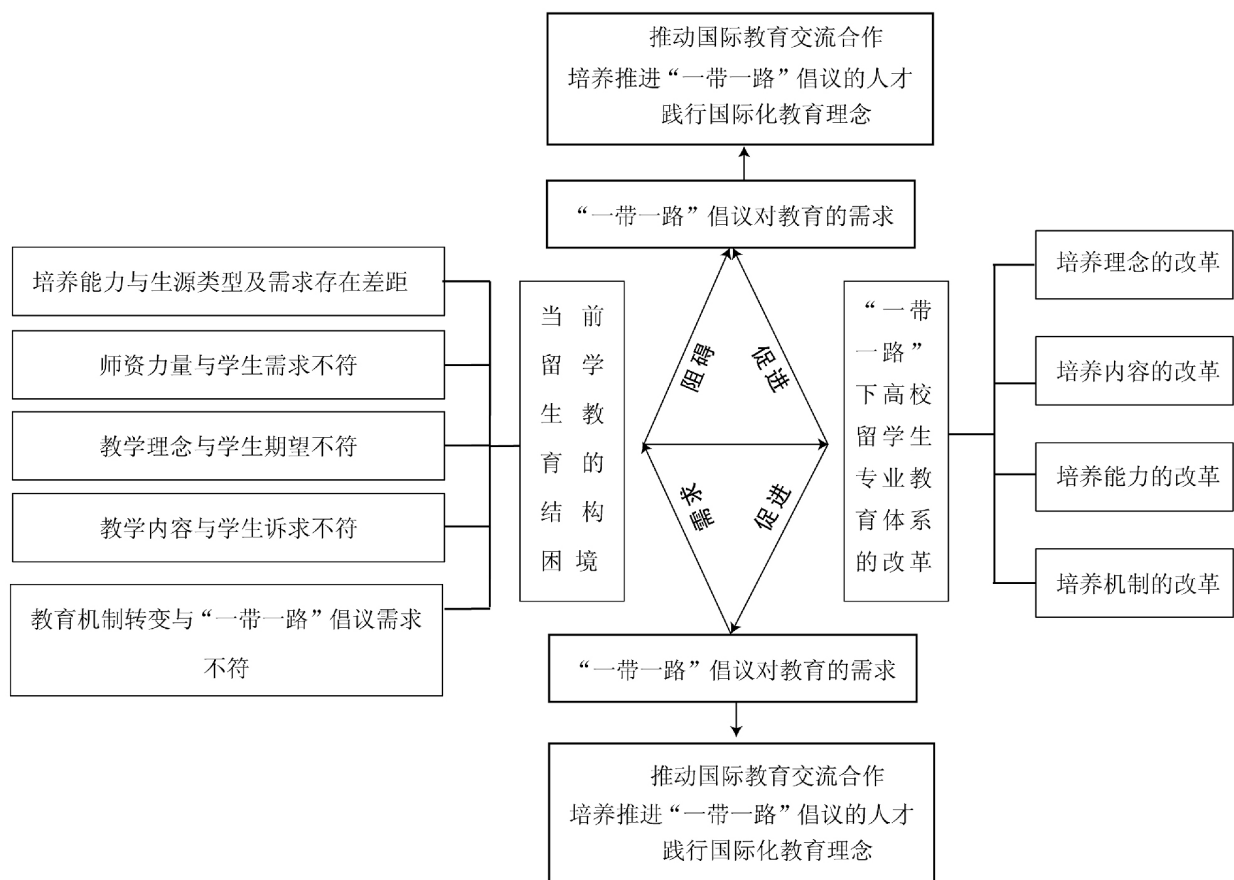 推动国际教育交流合作
培养推进“一带一路”倡议的人才
践行国际化教育理念
“一带一路”倡议对教育的需求
培养能力与生源类型及需求存在差距
师资力量与学生需求不符
教学理念与学生期望不符
教学内容与学生诉求不符
教育机制转变与“一带一路”倡议需求
不符
当前
留学
生教
育的
结构
困境
阻碍
促进
需求
促进
“一带
一路”
下高校
留学生
专业教
育体系
的改革
培养理念的改革
培养内容的改革
培养能力的改革
培养机制的改革
“一带一路”倡议对教育的需求
推动国际教育交流合作
培养推进“一带一路”倡议的人才
践行国际化教育理念